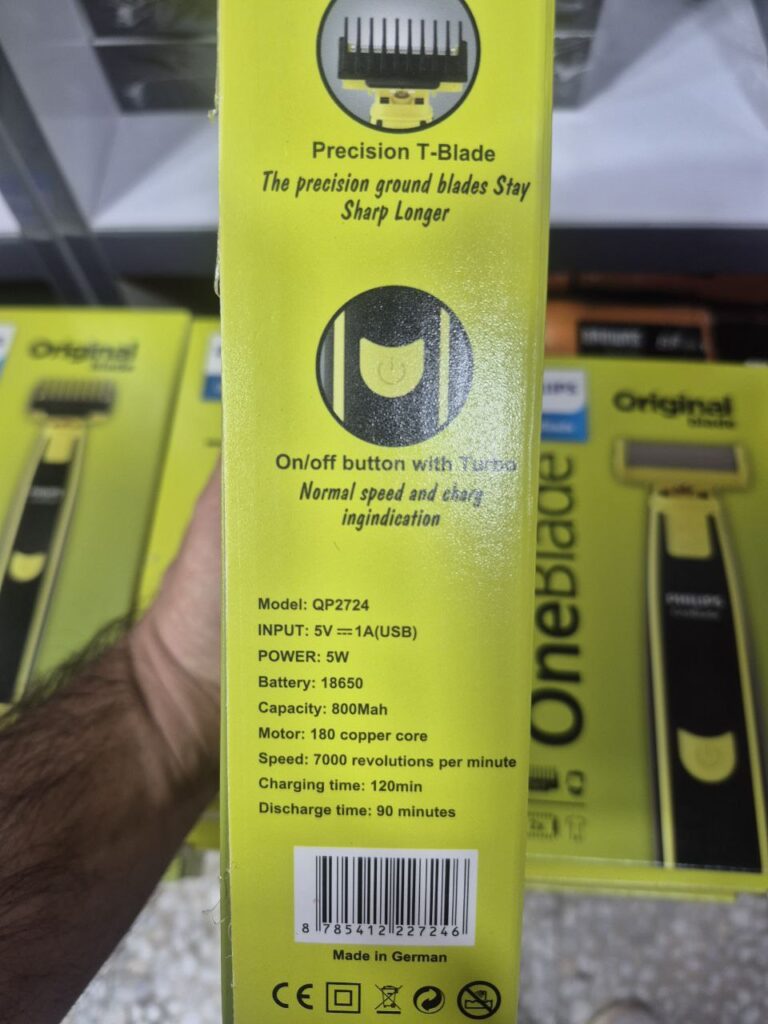 Precision T-Blade
The precision ground blades Stay
Sharp Longer
On/off button with Turbo
Normal speed and charg
ingindication
Model: QP2724
INPUT: 5V ⎓ 1A(USB)
POWER: 5W
Battery: 18650
Capacity: 800Mah
Motor: 180 copper core
Speed: 7000 revolutions per minute
Charging time: 120min
Discharge time: 90 minutes
8 785412 227246
Made in German
CE
Original
blade
Original
blade
OneBlade
PHILIPS